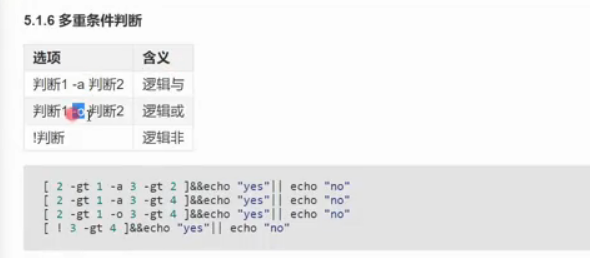 5.1.6 多重条件判断
选项 含义
判断1 -a 判断2 逻辑与
判断1 -o 判断2 逻辑或
!判断 逻辑非
[ 2 -gt 1 -a 3 -gt 2 ]&&echo "yes"|| echo "no"
[ 2 -gt 1 -a 3 -gt 4 ]&&echo "yes"|| echo "no"
[ 2 -gt 1 -o 3 -gt 4 ]&&echo "yes"|| echo "no"
[ ! 3 -gt 4 ]&&echo "yes"|| echo "no"